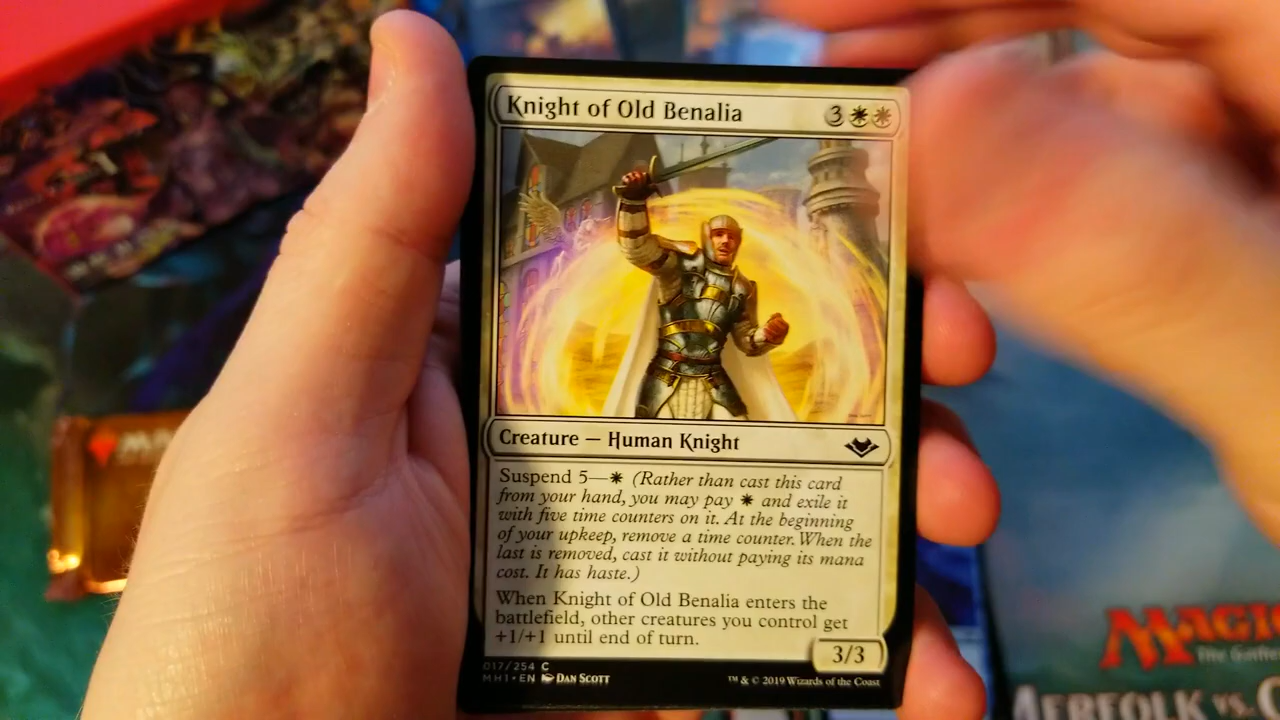 Knight of Old Benalia 3
Creature — Human Knight
Suspend 5— (Rather than cast this card
from your hand, you may pay and exile it
with five time counters on it. At the beginning
of your upkeep, remove a time counter. When the
last is removed, cast it without paying its mana
cost. It has haste.)
When Knight of Old Benalia enters the
battlefield, other creatures you control get
+1/+1 until end of turn.
3/3
017/254 C
MH1 • EN DAN SCOTT
™ & © 2019 Wizards of the Coast
MAGIC
The Gathering
MERFOLK VS.